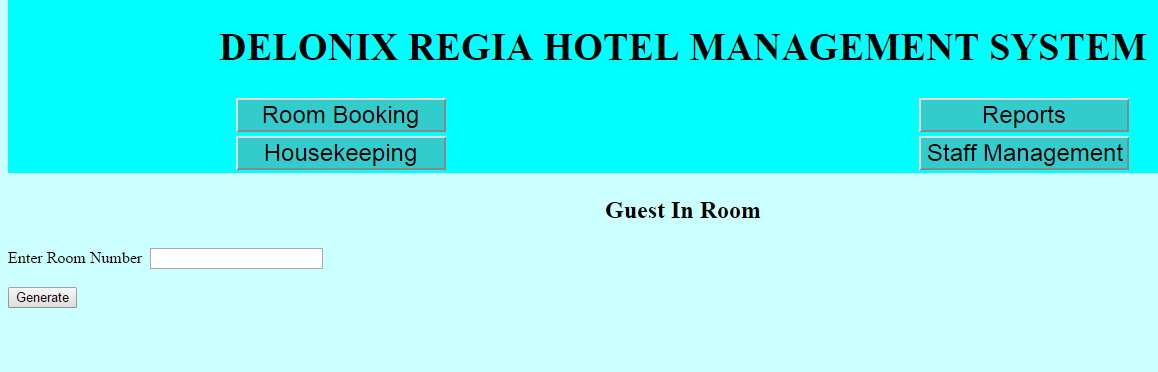 DELONIX REGIA HOTEL MANAGEMENT SYSTEM
Room Booking
Reports
Housekeeping
Staff Management
Guest In Room
Enter Room Number
Generate